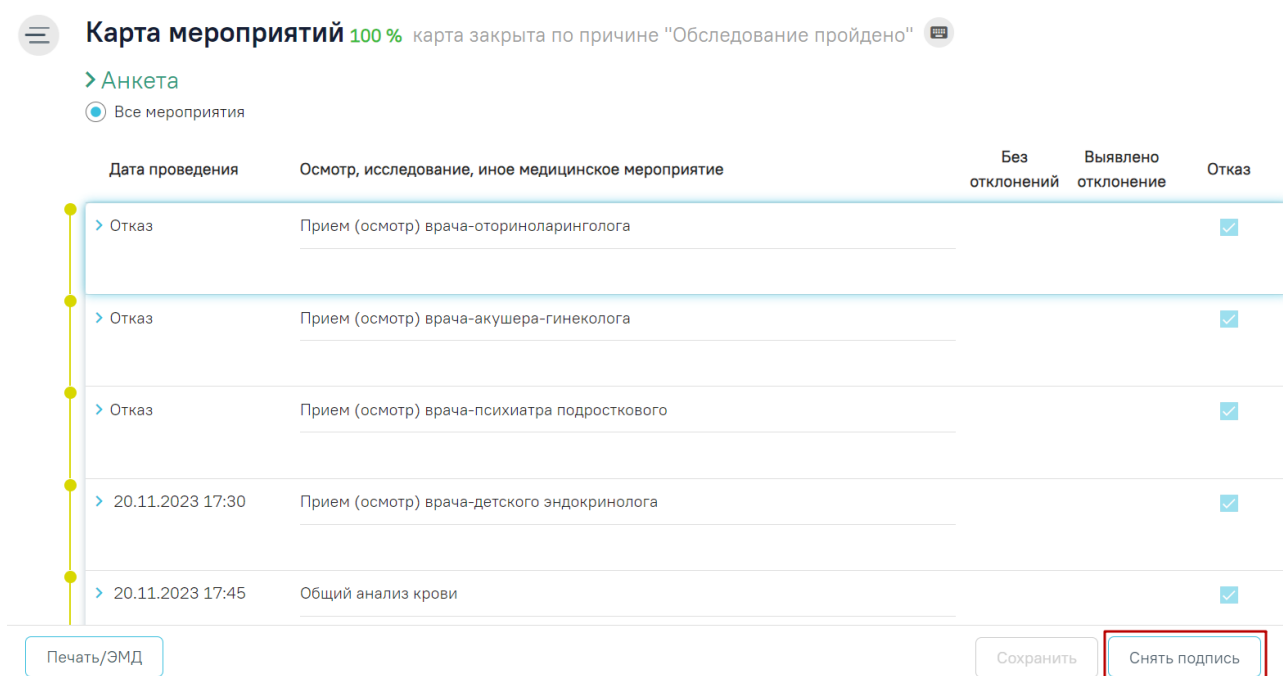 Карта мероприятий 100 % карта закрыта по причине "Обследование пройдено"
Анкета
Все мероприятия
Дата проведения Осмотр, исследование, иное медицинское мероприятие Без отклонений Выявлено отклонение Отказ
Отказ Прием (осмотр) врача-оториноларинголога
Отказ Прием (осмотр) врача-акушера-гинеколога
Отказ Прием (осмотр) врача-психиатра подросткового
20.11.2023 17:30 Прием (осмотр) врача-детского эндокринолога
20.11.2023 17:45 Общий анализ крови
Печать/ЭМД Сохранить Снять подпись